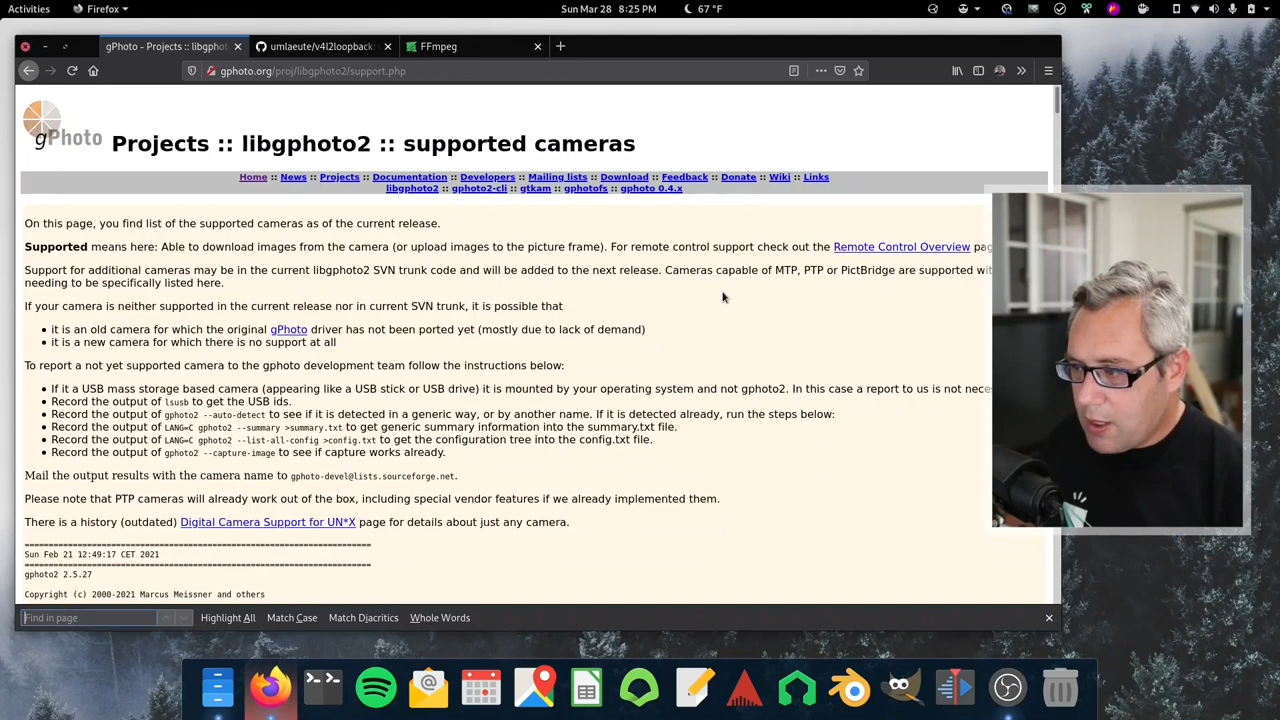 Activities
Firefox
Sun Mar 28 8:25 PM
67 °F
gPhoto - Projects :: libgphot
umlaeute/v4l2loopback:
FFmpeg
gphoto.org/proj/libgphoto2/support.php
gPhoto
Projects :: libgphoto2 :: supported cameras
Home :: News :: Projects :: Documentation :: Developers :: Mailing lists :: Download :: Feedback :: Donate :: Wiki :: Links
libgphoto2 :: gphoto2-cli :: gtkam :: gphotofs :: gphoto 0.4.x
On this page, you find list of the supported cameras as of the current release.
Supported means here: Able to download images from the camera (or upload images to the picture frame). For remote control support check out the Remote Control Overview pag
Support for additional cameras may be in the current libgphoto2 SVN trunk code and will be added to the next release. Cameras capable of MTP, PTP or PictBridge are supported wit
needing to be specifically listed here.
If your camera is neither supported in the current release nor in current SVN trunk, it is possible that
• it is an old camera for which the original gPhoto driver has not been ported yet (mostly due to lack of demand)
• it is a new camera for which there is no support at all
To report a not yet supported camera to the gphoto development team follow the instructions below:
• If it a USB mass storage based camera (appearing like a USB stick or USB drive) it is mounted by your operating system and not gphoto2. In this case a report to us is not nece
• Record the output of lsusb to get the USB ids.
• Record the output of gphoto2 --auto-detect to see if it is detected in a generic way, or by another name. If it is detected already, run the steps below:
• Record the output of LANG=C gphoto2 --summary >summary.txt to get generic summary information into the summary.txt file.
• Record the output of LANG=C gphoto2 --list-all-config >config.txt to get the configuration tree into the config.txt file.
• Record the output of gphoto2 --capture-image to see if capture works already.
Mail the output results with the camera name to gphoto-devel@lists.sourceforge.net.
Please note that PTP cameras will already work out of the box, including special vendor features if we already implemented them.
There is a history (outdated) Digital Camera Support for UN*X page for details about just any camera.
======================================================================
Sun Feb 21 12:49:17 CET 2021
======================================================================
gphoto2 2.5.27
Copyright (c) 2000-2021 Marcus Meissner and others
Find in page
Highlight All
Match Case
Match Diacritics
Whole Words